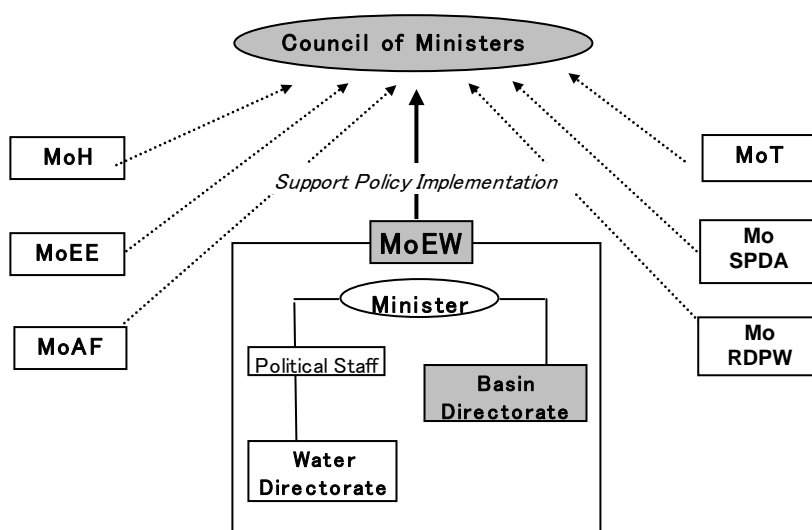 Council of Ministers
MoH
MoT
Support Policy Implementation
MoEE
MoEW
Mo
SPDA
Minister
MoAF
Political Staff
Mo
RDPW
Basin
Directorate
Water
Directorate